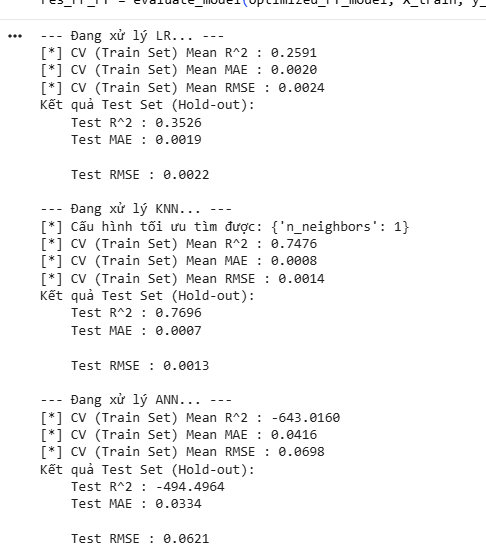 res_rf_rf = evaluate_model(optimized_rf_model, X_train, y_
--- Đang xử lý LR... ---
[*] CV (Train Set) Mean R^2 : 0.2591
[*] CV (Train Set) Mean MAE : 0.0020
[*] CV (Train Set) Mean RMSE : 0.0024
Kết quả Test Set (Hold-out):
Test R^2 : 0.3526
Test MAE : 0.0019
Test RMSE : 0.0022
--- Đang xử lý KNN... ---
[*] Cấu hình tối ưu tìm được: {'n_neighbors': 1}
[*] CV (Train Set) Mean R^2 : 0.7476
[*] CV (Train Set) Mean MAE : 0.0008
[*] CV (Train Set) Mean RMSE : 0.0014
Kết quả Test Set (Hold-out):
Test R^2 : 0.7696
Test MAE : 0.0007
Test RMSE : 0.0013
--- Đang xử lý ANN... ---
[*] CV (Train Set) Mean R^2 : -643.0160
[*] CV (Train Set) Mean MAE : 0.0416
[*] CV (Train Set) Mean RMSE : 0.0698
Kết quả Test Set (Hold-out):
Test R^2 : -494.4964
Test MAE : 0.0334
Test RMSE : 0.0621